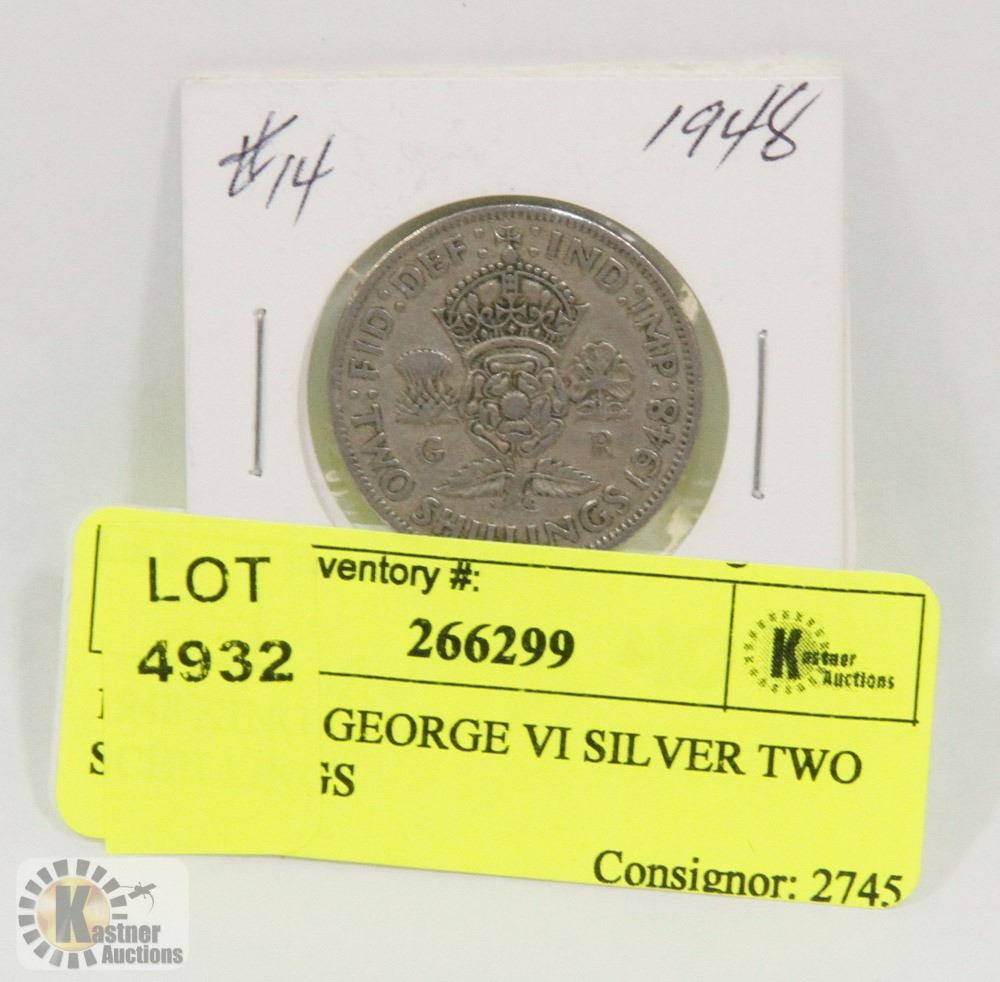 #14
1948
FID: DEF: IND: IMP: 1948
TWO SHILLINGS
G R
LOT
4932
ventory #:
266299
Kastner
Auctions
GEORGE VI SILVER TWO
GS
Consignor: 2745
Kastner
Auctions